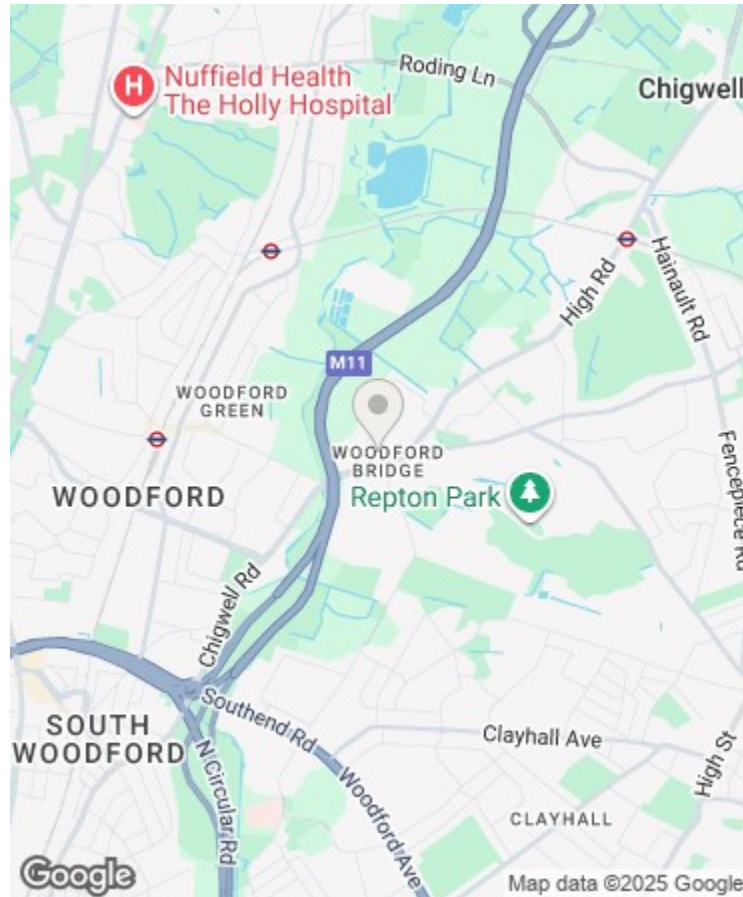 Roding Ln
Nuffield Health
The Holly Hospital
H
Chigwell
High Rd
Hainault Rd
M11
WOODFORD
GREEN
WOODFORD
BRIDGE
WOODFORD
Repton Park
Fencepiece Rd
Chigwell Rd
SOUTH
WOODFORD
Southend Rd
Woodford Ave
N Circular Rd
Clayhall Ave
High St
CLAYHALL
Google
Map data ©2025 Google